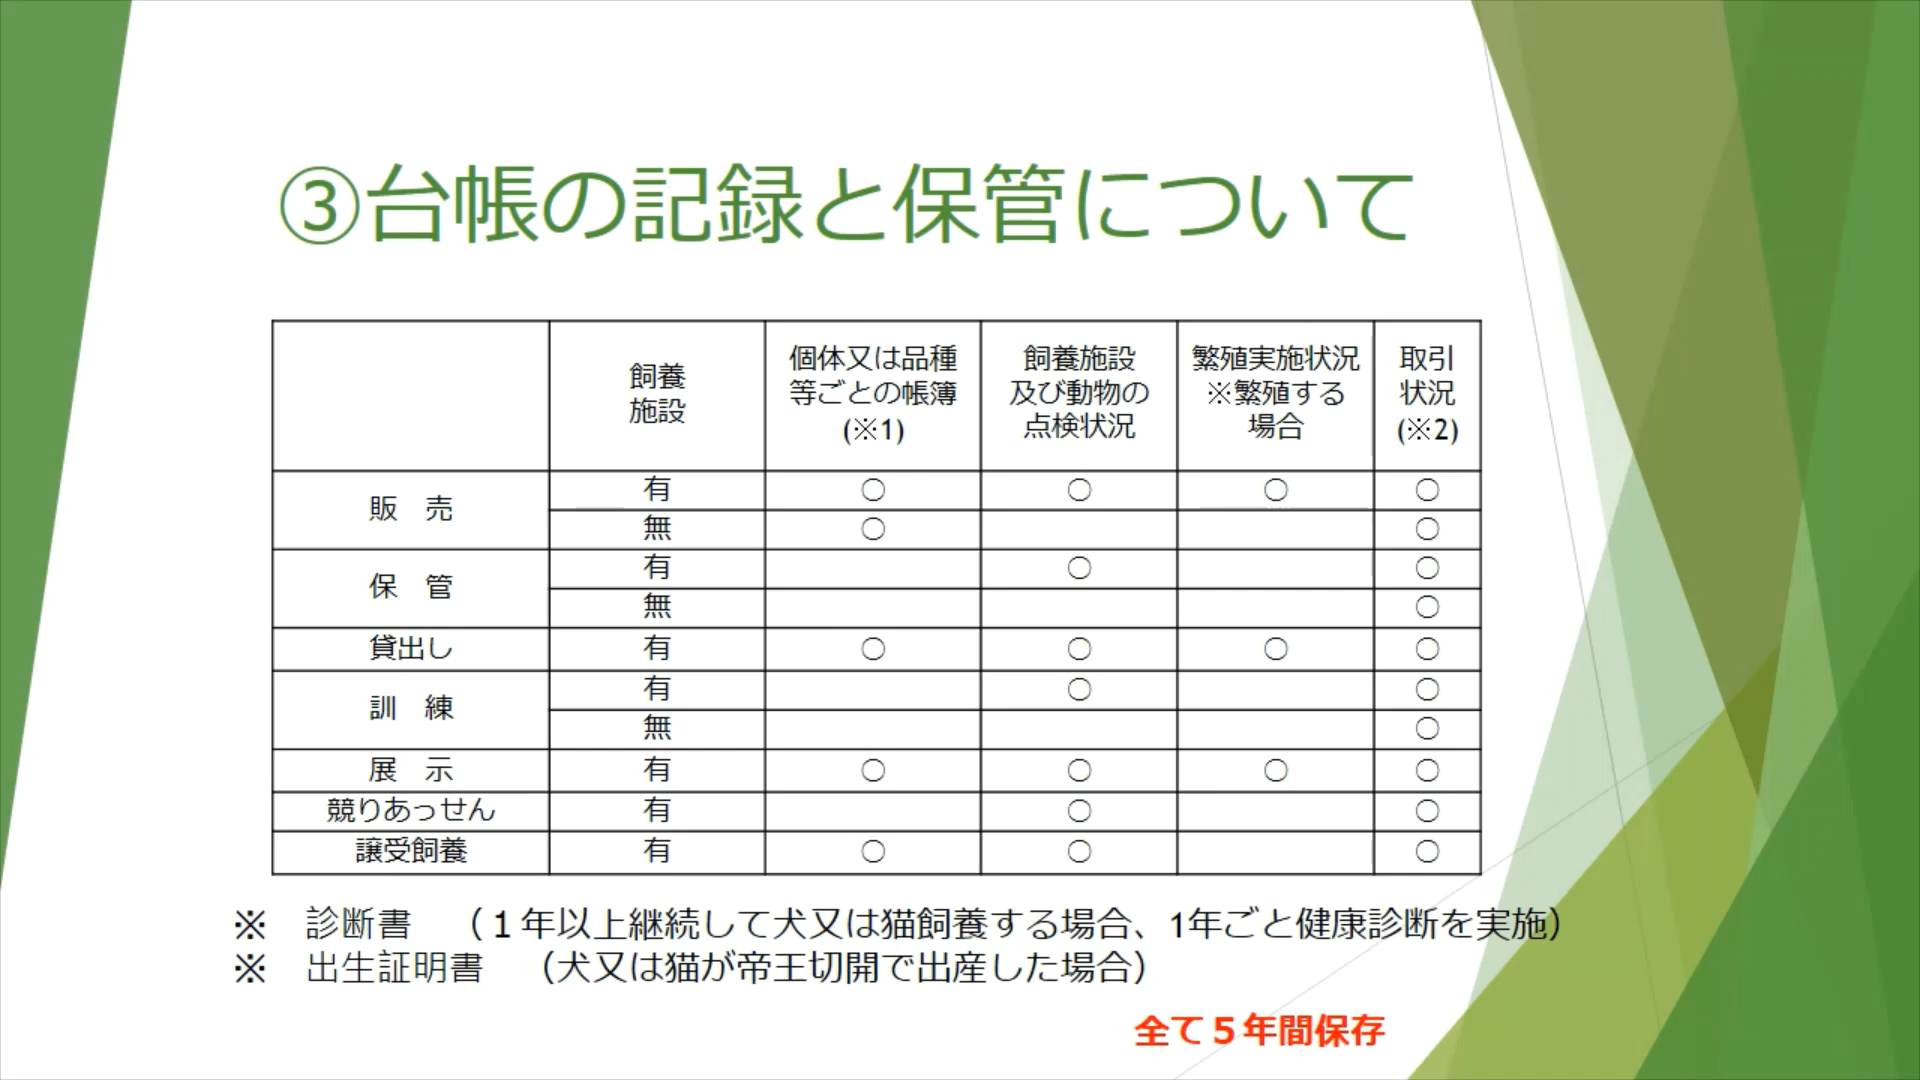 ③台帳の記録と保管について
飼養
施設
個体又は品種
等ごとの帳簿
(※1)
飼養施設
及び動物の
点検状況
繁殖実施状況
※繁殖する
場合
取引
状況
(※2)
販　売
有 ○ ○ ○ ○
無 ○ ○
保　管
有 ○ ○
無 ○
貸出し 有 ○ ○ ○ ○
訓　練
有 ○ ○
無 ○
展　示 有 ○ ○ ○ ○
競りあっせん 有 ○ ○
譲受飼養 有 ○ ○ ○
※　診断書　（１年以上継続して犬又は猫飼養する場合、1年ごと健康診断を実施）
※　出生証明書　（犬又は猫が帝王切開で出産した場合）
全て５年間保存